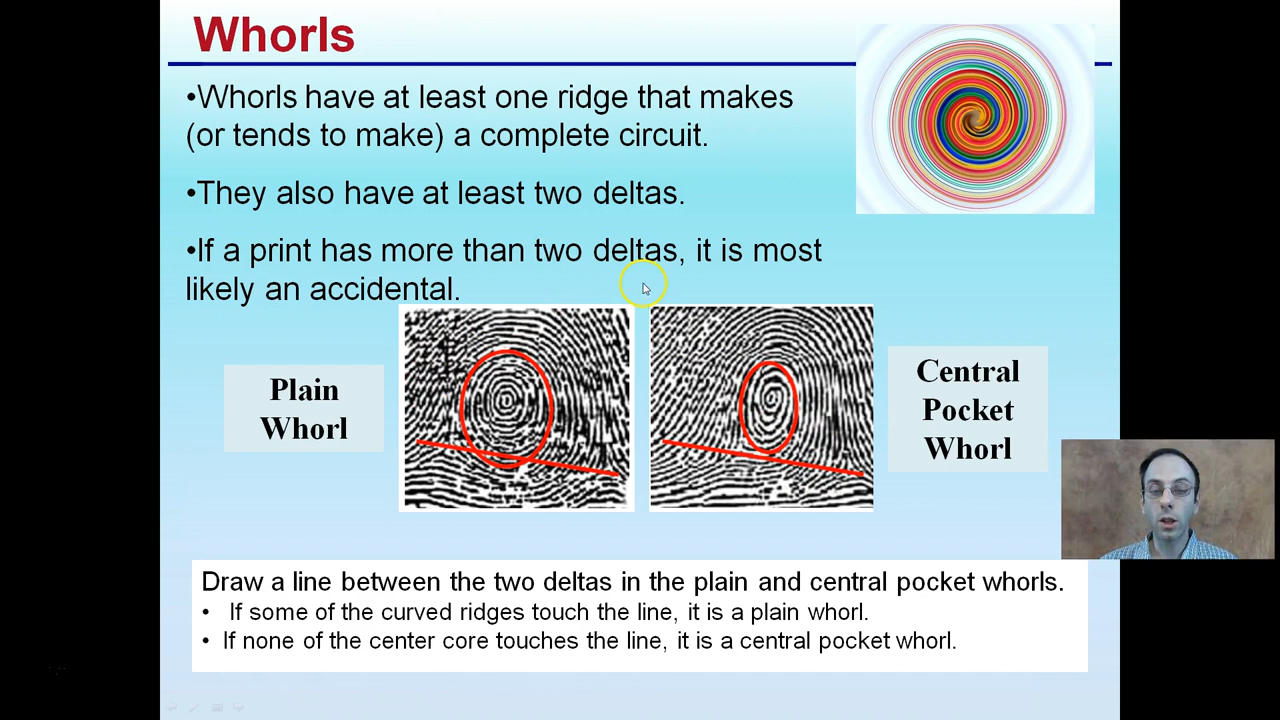 Whorls
•Whorls have at least one ridge that makes
(or tends to make) a complete circuit.
•They also have at least two deltas.
•If a print has more than two deltas, it is most
likely an accidental.
Plain
Whorl
Central
Pocket
Whorl
Draw a line between the two deltas in the plain and central pocket whorls.
• If some of the curved ridges touch the line, it is a plain whorl.
• If none of the center core touches the line, it is a central pocket whorl.